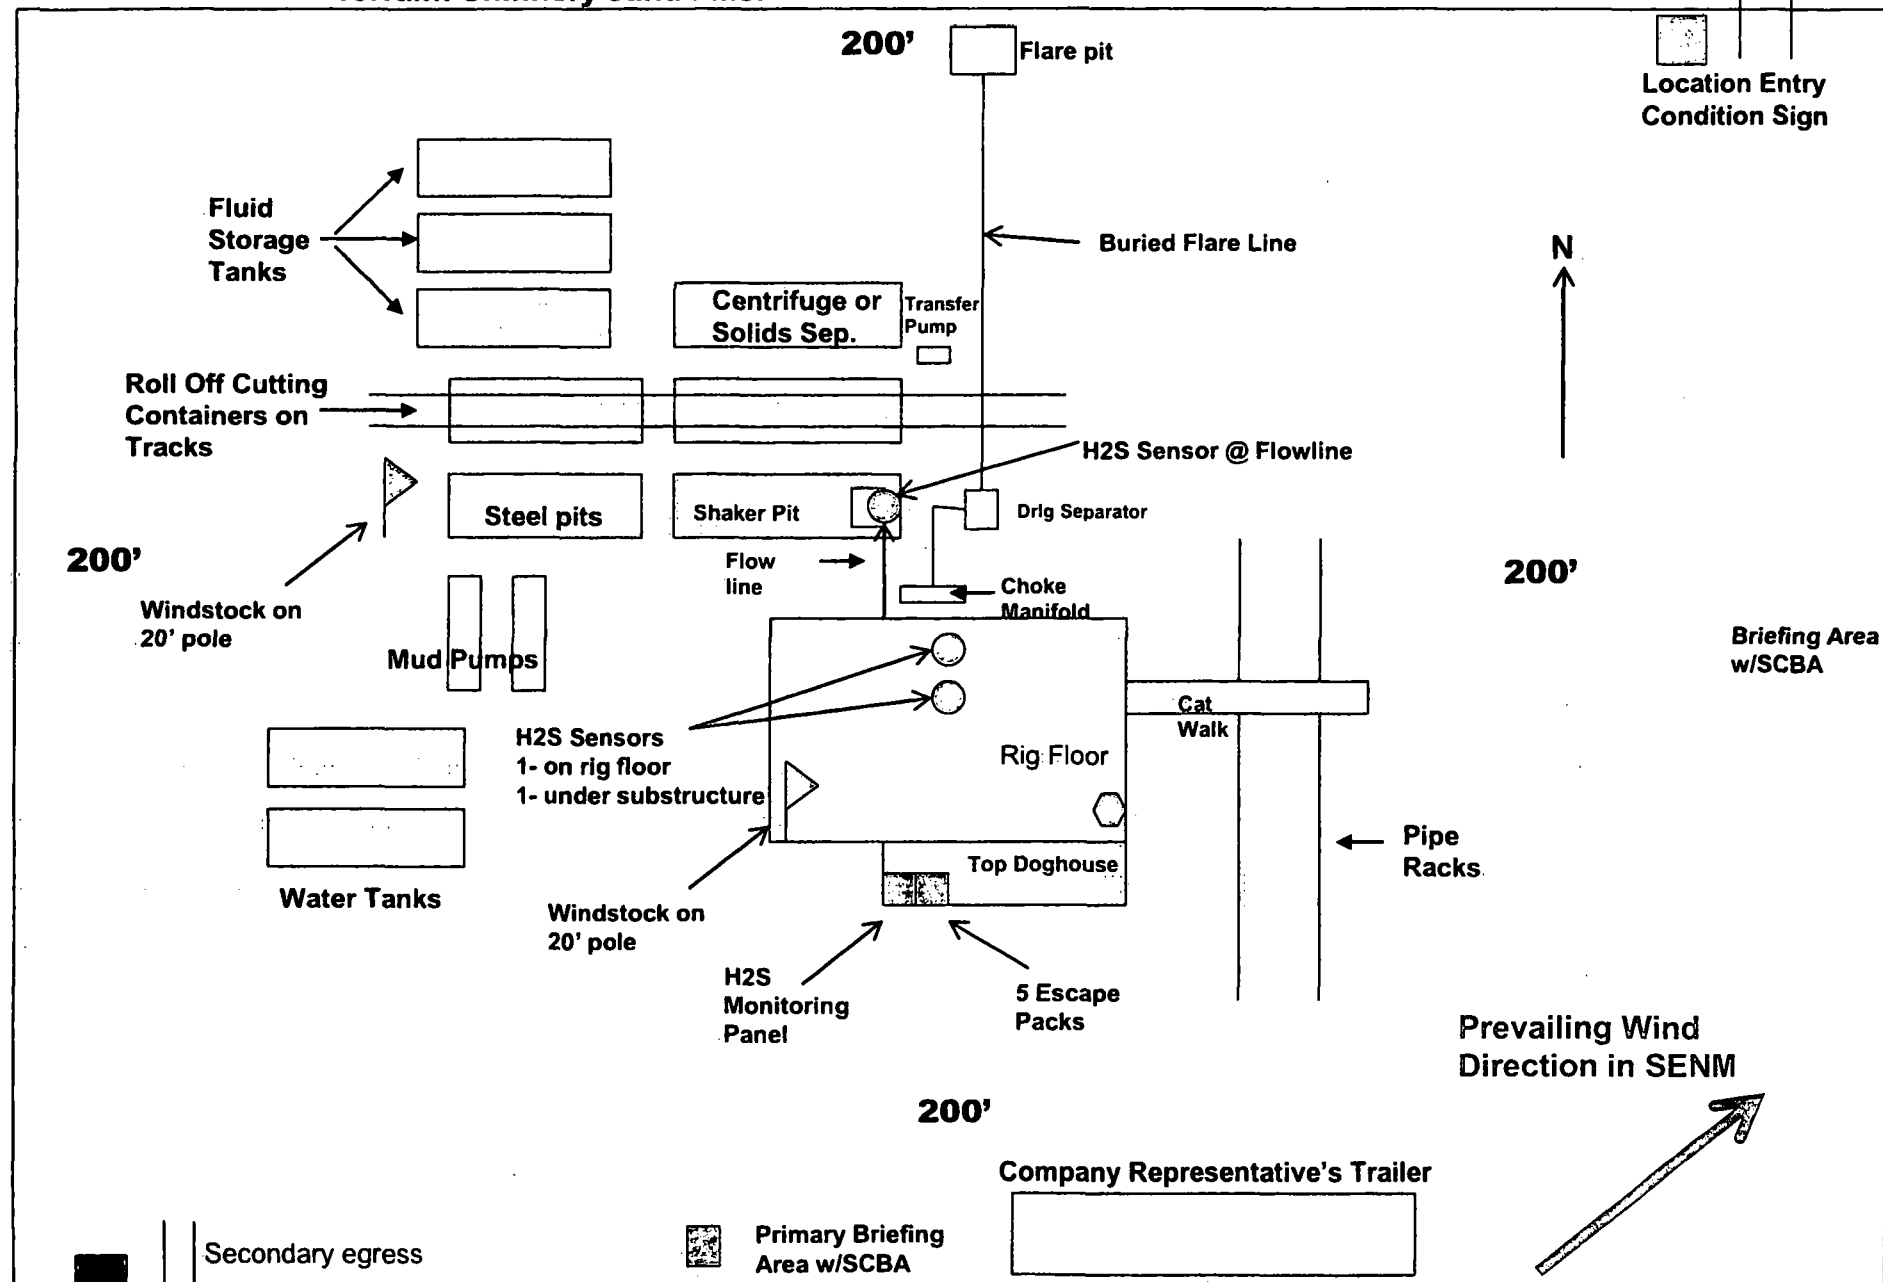 200'
Flare pit
Location Entry
Condition Sign
Fluid
Storage
Tanks
Buried Flare Line
N
Centrifuge or
Solids Sep.
Transfer
Pump
Roll Off Cutting
Containers on
Tracks
H2S Sensor @ Flowline
Steel pits
Shaker Pit
Drlg Separator
200'
Flow
line
200'
Choke
Manifold
Windstock on
20' pole
Briefing Area
w/SCBA
Mud Pumps
Cat
Walk
H2S Sensors
1- on rig floor
1- under substructure
Rig Floor
Pipe
Racks
Top Doghouse
Water Tanks
Windstock on
20' pole
H2S
Monitoring
Panel
5 Escape
Packs
Prevailing Wind
Direction in SENM
200'
Company Representative's Trailer
Primary Briefing
Area w/SCBA
Secondary egress